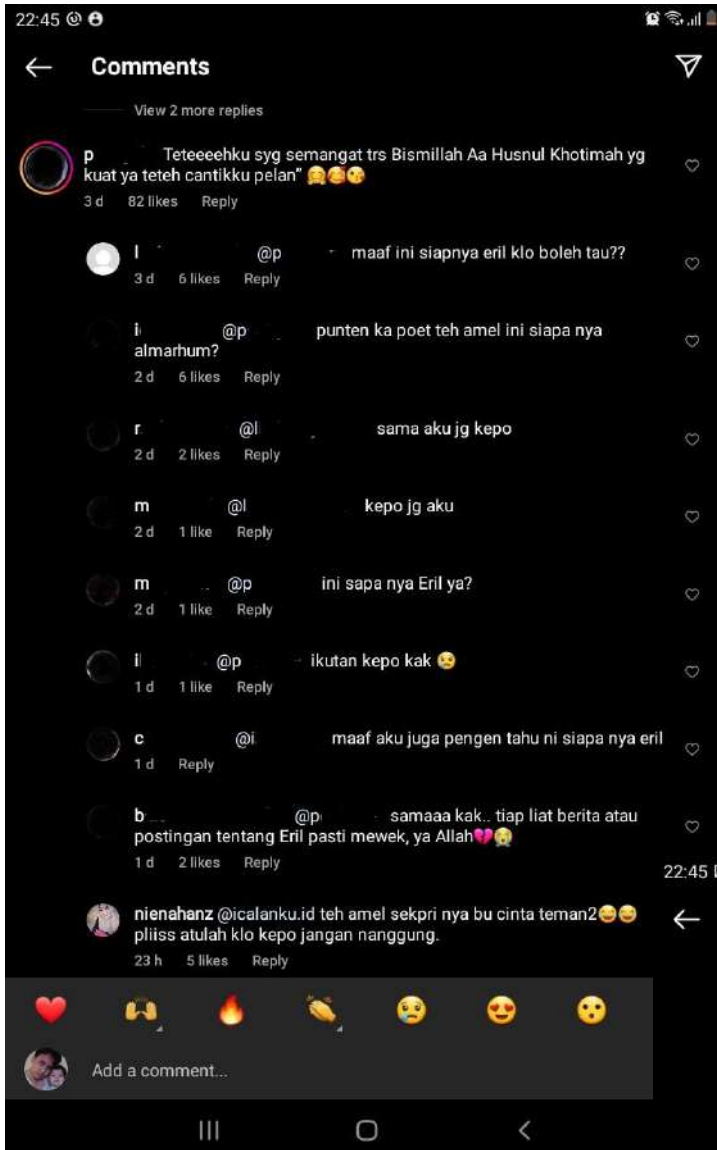 22:45
Comments
View 2 more replies
p Teteeeehku syg semangat trs Bismillah Aa Husnul Khotimah yg
kuat ya teteh cantikku pelan” 🤗🥰😘
3 d 82 likes Reply
l @p maaf ini siapnya eril klo boleh tau??
3 d 6 likes Reply
i @p punten ka poet teh amel ini siapa nya
almarhum?
2 d 6 likes Reply
r @l sama aku jg kepo
2 d 2 likes Reply
m @l kepo jg aku
2 d 1 like Reply
m @p ini sapa nya Eril ya?
2 d 1 like Reply
il @p ikutan kepo kak 😢
1 d 1 like Reply
c @i maaf aku juga pengen tahu ni siapa nya eril
1 d Reply
b @p samaaa kak.. tiap liat berita atau
postingan tentang Eril pasti mewek, ya Allah💔😭
1 d 2 likes Reply
22:45
nienahanz @icalanku.id teh amel sekpri nya bu cinta teman2😅😅
pliiss atulah klo kepo jangan nanggung.
23 h 5 likes Reply
Add a comment...